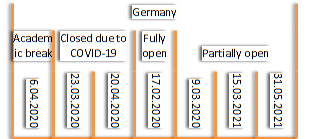 Germany
Academ
ic break
Closed due to
COVID-19
Fully
open
Partially open
6.04.2020
23.03.2020
20.04.2020
17.02.2020
9.03.2020
15.03.2021
31.05.2021